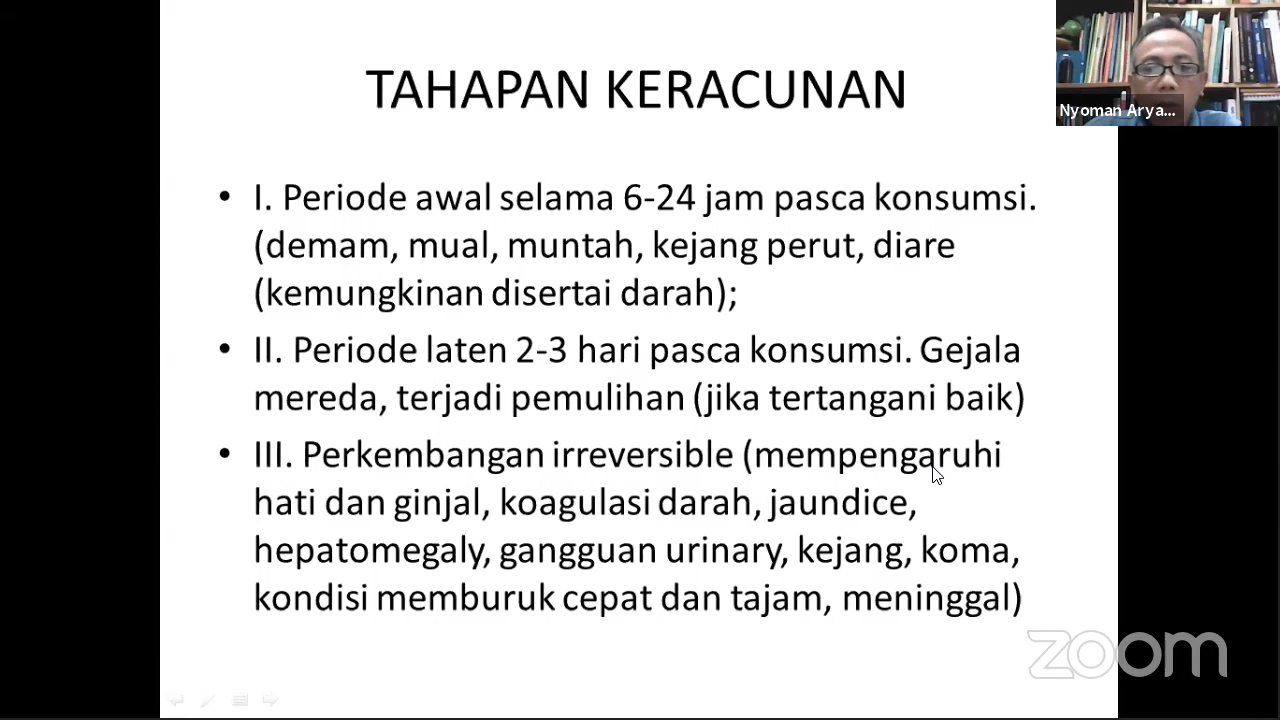 TAHAPAN KERACUNAN
Nyoman Arya...
• I. Periode awal selama 6-24 jam pasca konsumsi.
(demam, mual, muntah, kejang perut, diare
(kemungkinan disertai darah);
• II. Periode laten 2-3 hari pasca konsumsi. Gejala
mereda, terjadi pemulihan (jika tertangani baik)
• III. Perkembangan irreversible (mempengaruhi
hati dan ginjal, koagulasi darah, jaundice,
hepatomegaly, gangguan urinary, kejang, koma,
kondisi memburuk cepat dan tajam, meninggal)
zoom